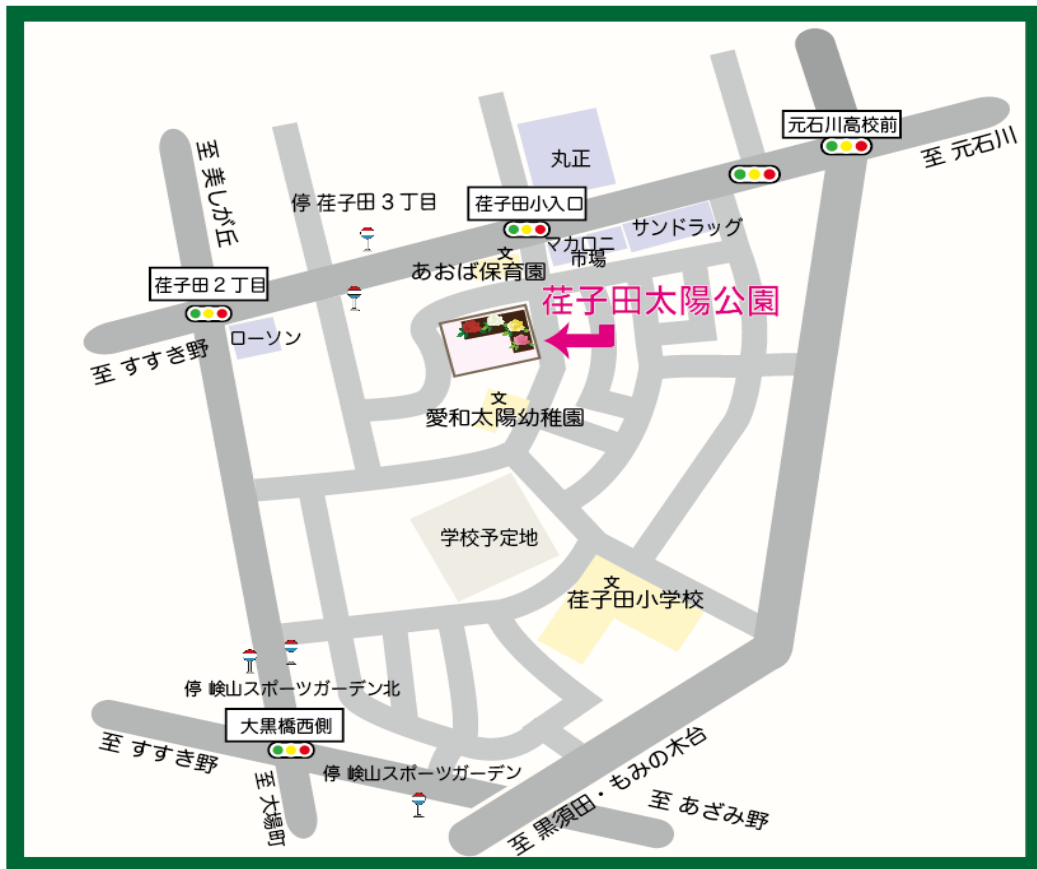 元石川高校前
至 元石川
至 美しが丘
丸正
停 荏子田3丁目
荏子田小入口
サンドラッグ
マカロニ
市場
文
あおば保育園
荏子田2丁目
荏子田太陽公園
ローソン
至 すすき野
文
愛和太陽幼稚園
学校予定地
文
荏子田小学校
停 嶮山スポーツガーデン北
大黒橋西側
至 すすき野
停 嶮山スポーツガーデン
至 大場町
至 黒須田・もみの木台
至 あざみ野